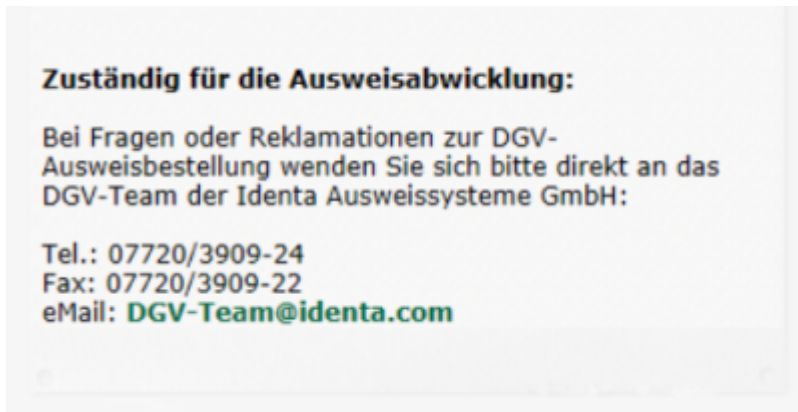 Zuständig für die Ausweisabwicklung:
Bei Fragen oder Reklamationen zur DGV-
Ausweisbestellung wenden Sie sich bitte direkt an das
DGV-Team der Identa Ausweissysteme GmbH:
Tel.: 07720/3909-24
Fax: 07720/3909-22
eMail: DGV-Team@identa.com